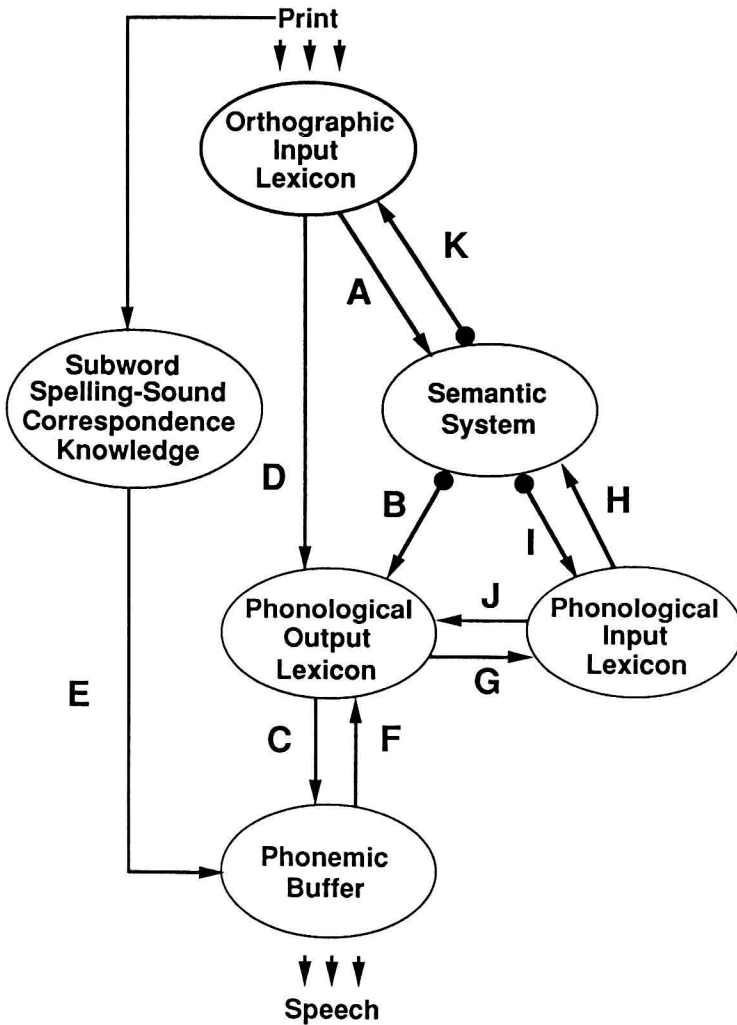 Print
Orthographic
Input
Lexicon
K
A
Subword
Spelling-Sound
Correspondence
Knowledge
Semantic
System
D
B
H
I
Phonological
Output
Lexicon
J
G
Phonological
Input
Lexicon
E
C
F
Phonemic
Buffer
Speech